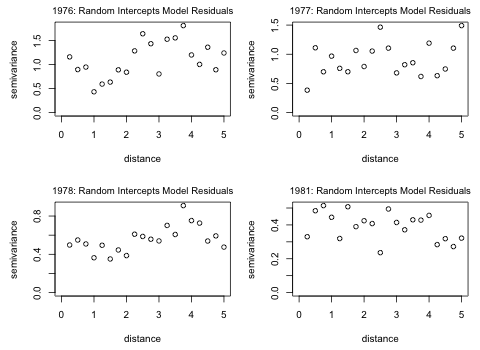 1976: Random Intercepts Model Residuals
semivariance
0.0 0.5 1.0 1.5
0 1 2 3 4 5
distance
1977: Random Intercepts Model Residuals
semivariance
0.0 0.5 1.0 1.5
0 1 2 3 4 5
distance
1978: Random Intercepts Model Residuals
semivariance
0.0 0.4 0.8
0 1 2 3 4 5
distance
1981: Random Intercepts Model Residuals
semivariance
0.0 0.2 0.4
0 1 2 3 4 5
distance